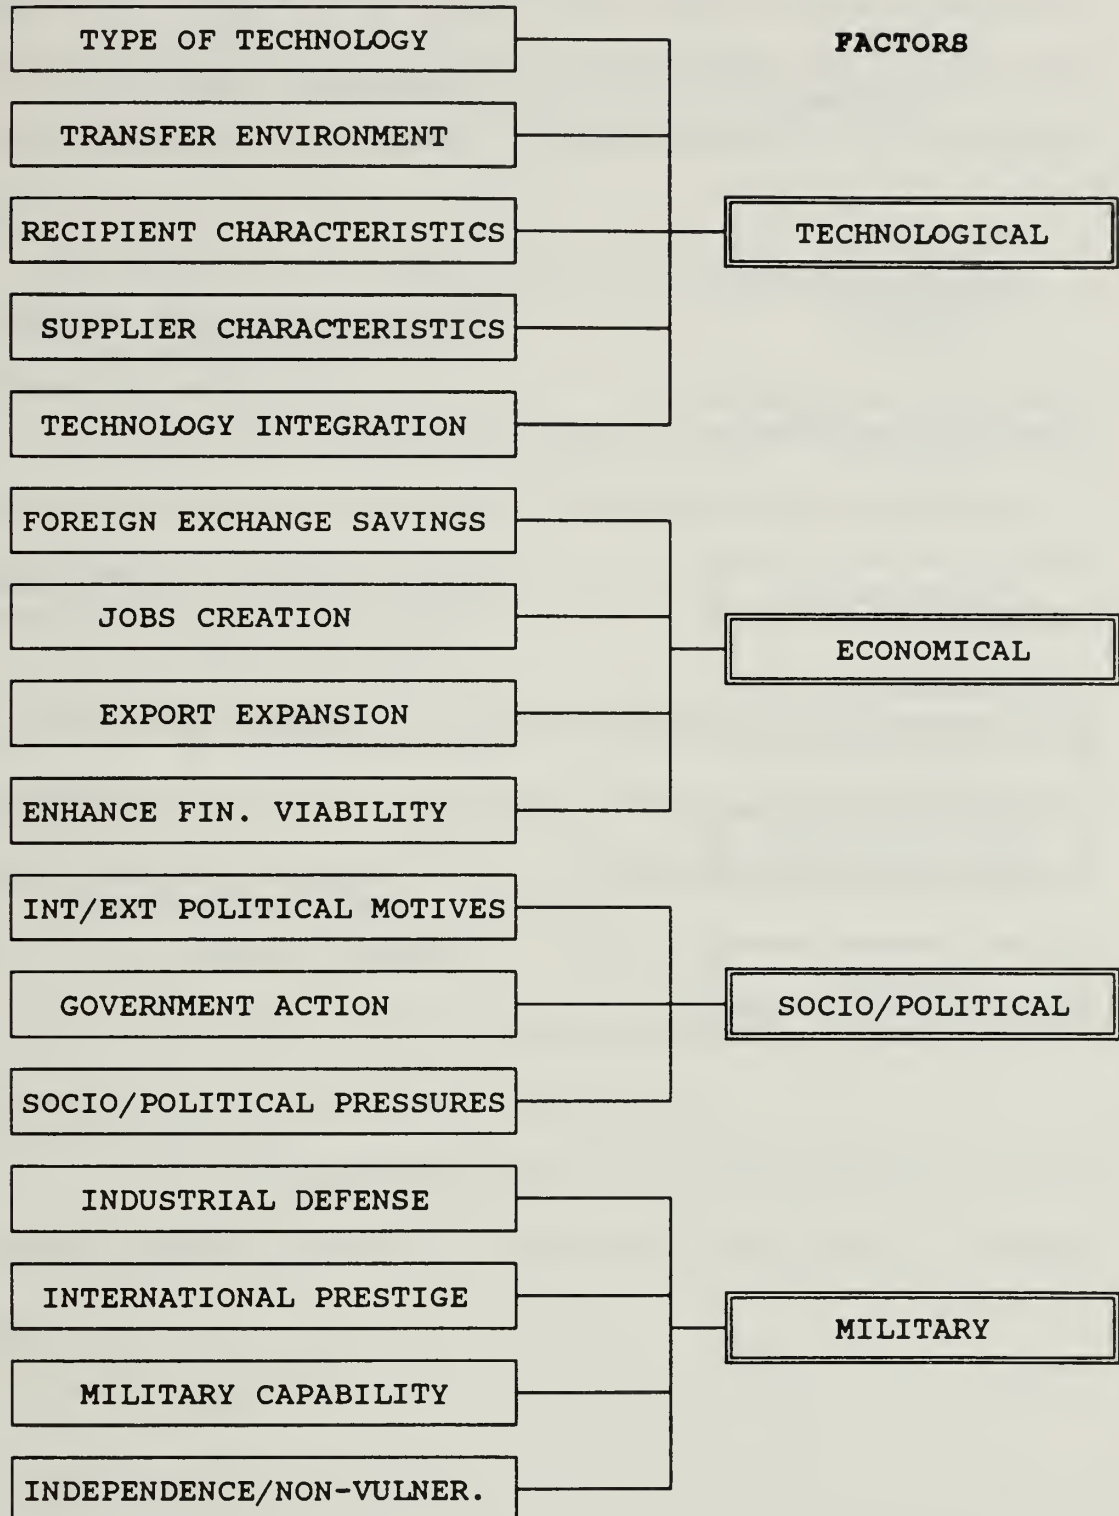 TYPE OF TECHNOLOGY
FACTORS
TRANSFER ENVIRONMENT
RECIPIENT CHARACTERISTICS
TECHNOLOGICAL
SUPPLIER CHARACTERISTICS
TECHNOLOGY INTEGRATION
FOREIGN EXCHANGE SAVINGS
JOBS CREATION
ECONOMICAL
EXPORT EXPANSION
ENHANCE FIN. VIABILITY
INT/EXT POLITICAL MOTIVES
GOVERNMENT ACTION
SOCIO/POLITICAL
SOCIO/POLITICAL PRESSURES
INDUSTRIAL DEFENSE
INTERNATIONAL PRESTIGE
MILITARY
MILITARY CAPABILITY
INDEPENDENCE/NON-VULNER.